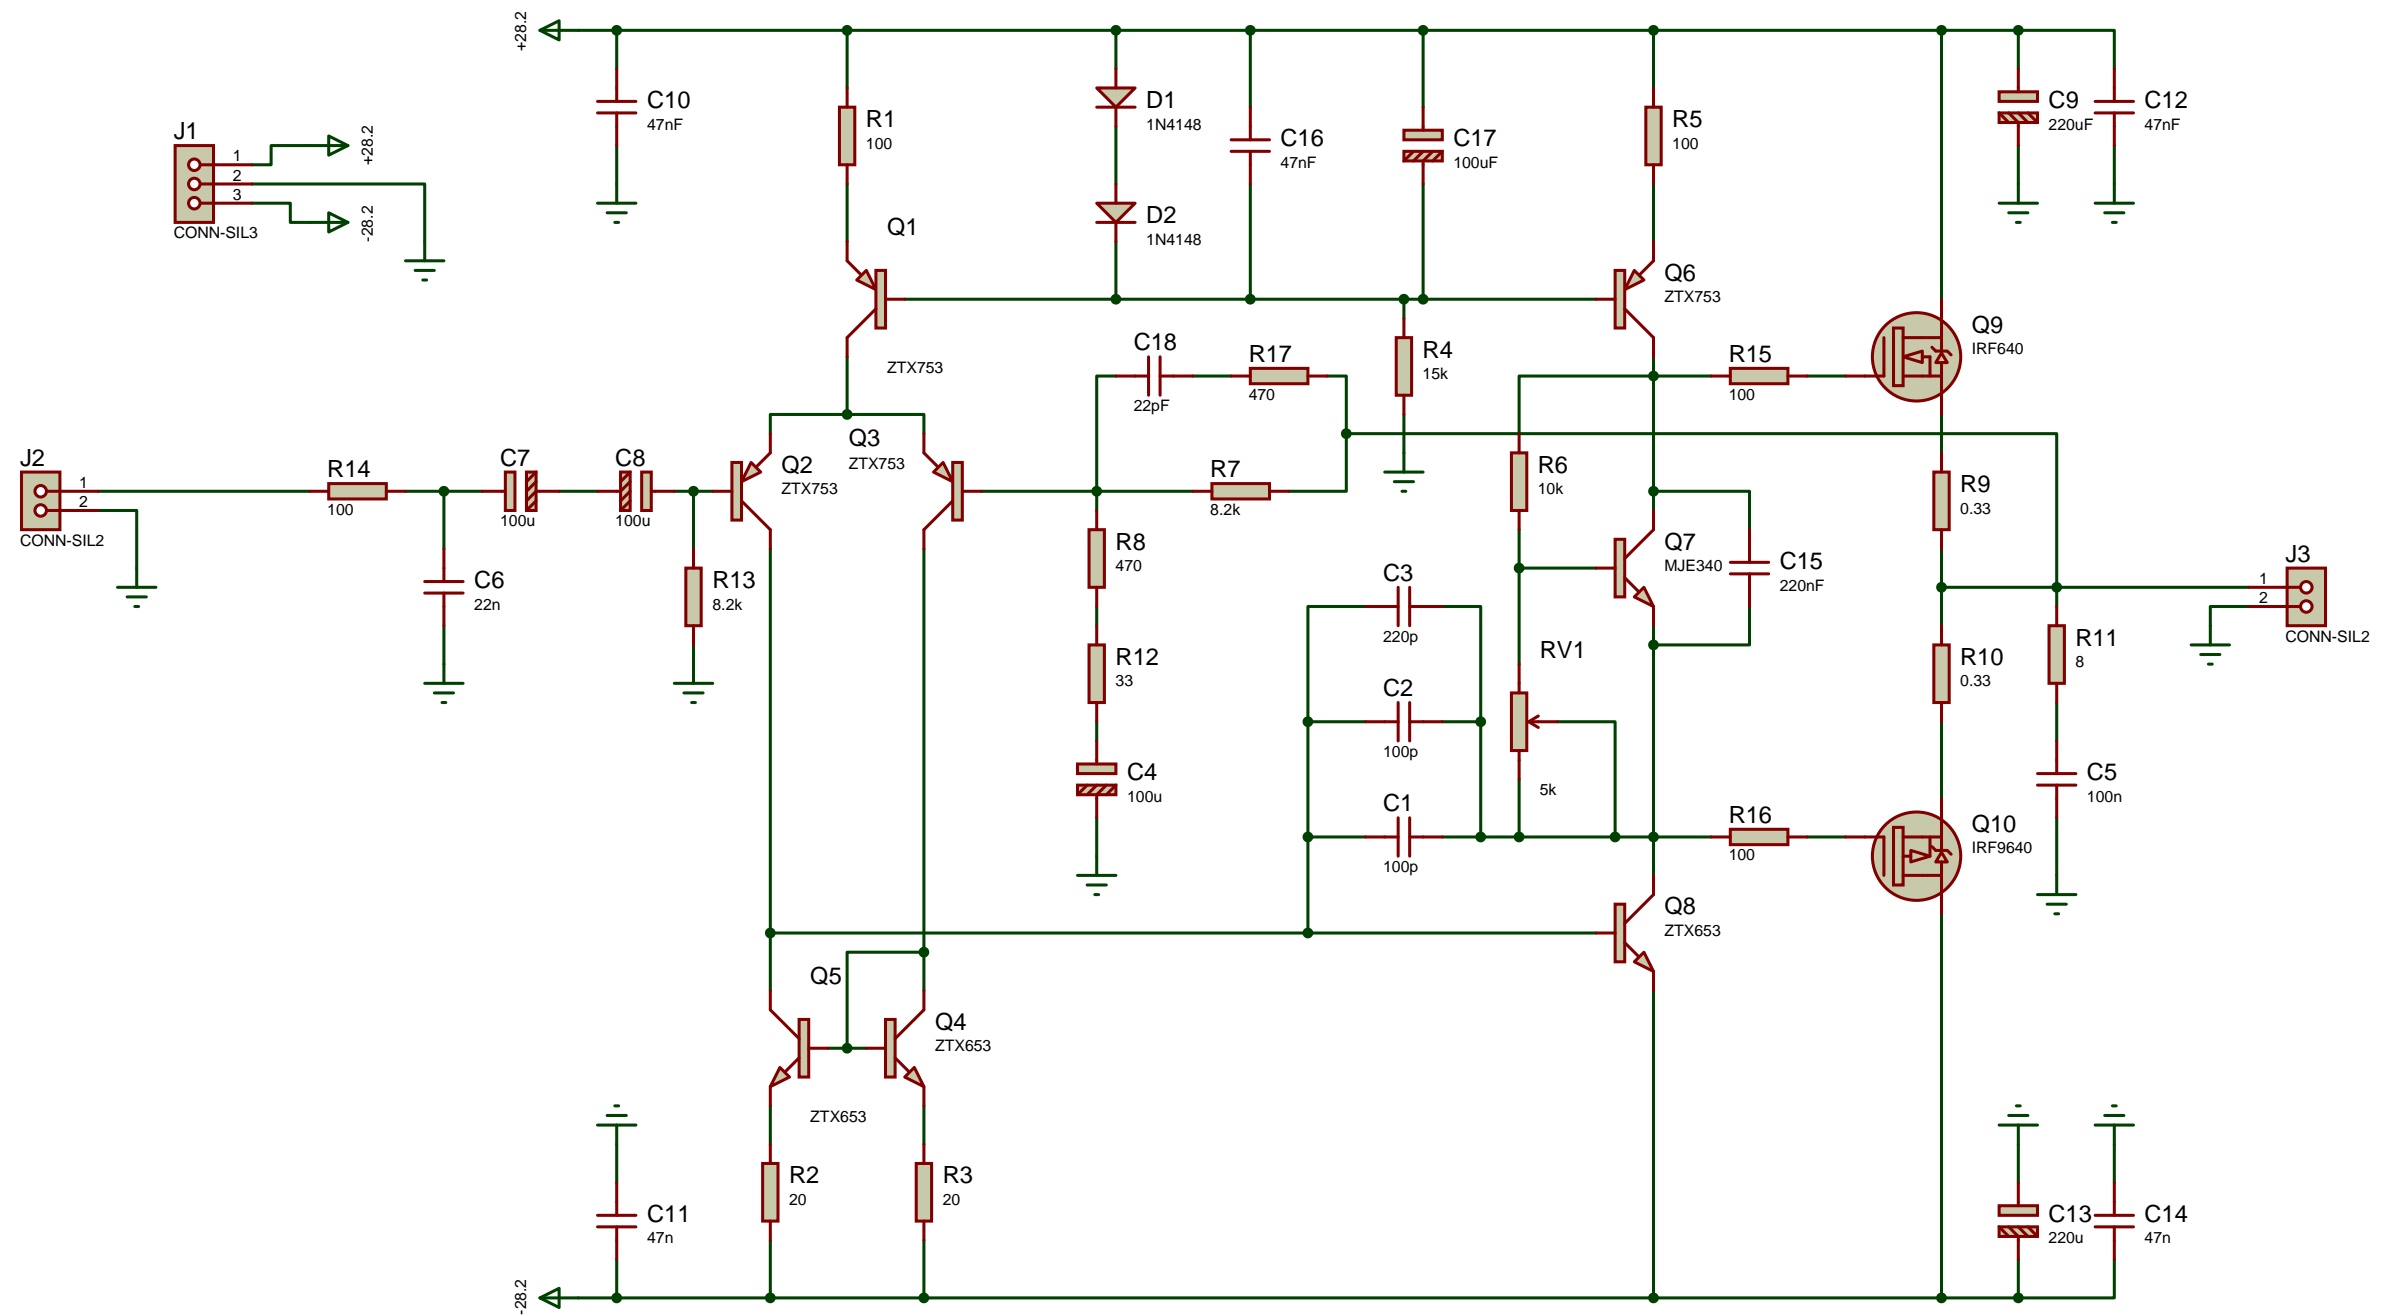 +28.2
C10
47nF
R1
100
D1
1N4148
C16
47nF
C17
100uF
R5
100
C9
220uF
C12
47nF
J1
1
2
3
+28.2
-28.2
CONN-SIL3
D2
1N4148
Q1
ZTX753
Q6
ZTX753
Q9
IRF640
C18
22pF
R17
470
R4
15k
R15
100
J2
1
2
CONN-SIL2
R14
100
C7
100u
C8
100u
Q2
ZTX753
Q3
ZTX753
R7
8.2k
R6
10k
R9
0.33
C6
22n
R13
8.2k
R8
470
Q7
MJE340
C15
220nF
J3
1
2
CONN-SIL2
C3
220p
R12
33
RV1
5k
R10
0.33
R11
8
C2
100p
C4
100u
C1
100p
R16
100
Q10
IRF9640
C5
100n
Q8
ZTX653
Q5
ZTX653
Q4
ZTX653
R2
20
R3
20
C11
47n
C13
220u
C14
47n
-28.2